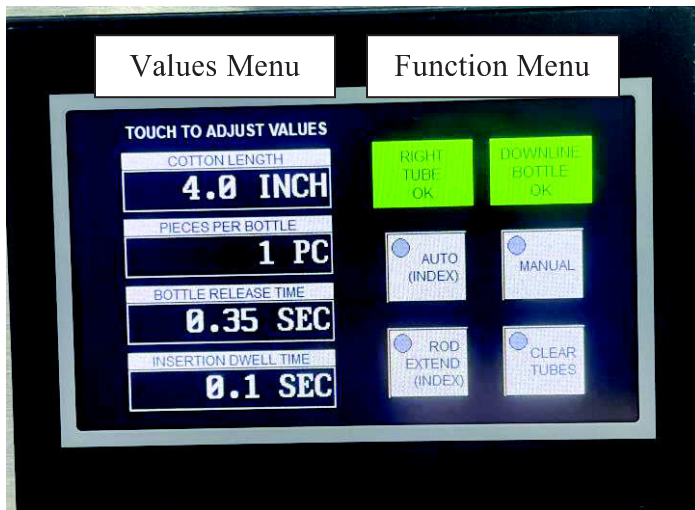 Values Menu
Function Menu
TOUCH TO ADJUST VALUES
COTTON LENGTH
4.0 INCH
PIECES PER BOTTLE
1 PC
BOTTLE RELEASE TIME
0.35 SEC
INSERTION DWELL TIME
0.1 SEC
RIGHT
TUBE
OK
DOWNLINE
BOTTLE
OK
AUTO
(INDEX)
MANUAL
ROD
EXTEND
(INDEX)
CLEAR
TUBES